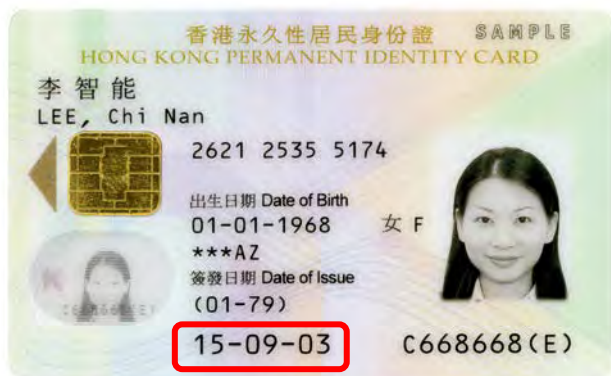 香港永久性居民身份證 SAMPLE
HONG KONG PERMANENT IDENTITY CARD
李智能
LEE, Chi Nan
2621 2535 5174
出生日期 Date of Birth
01-01-1968 女 F
***AZ
簽發日期 Date of Issue
(01-79)
15-09-03 C668668(E)